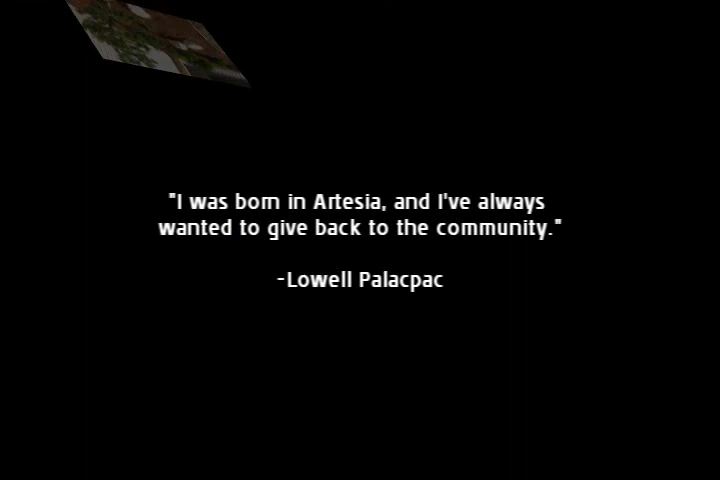 "I was born in Artesia, and I've always
wanted to give back to the community."
-Lowell Palacpac